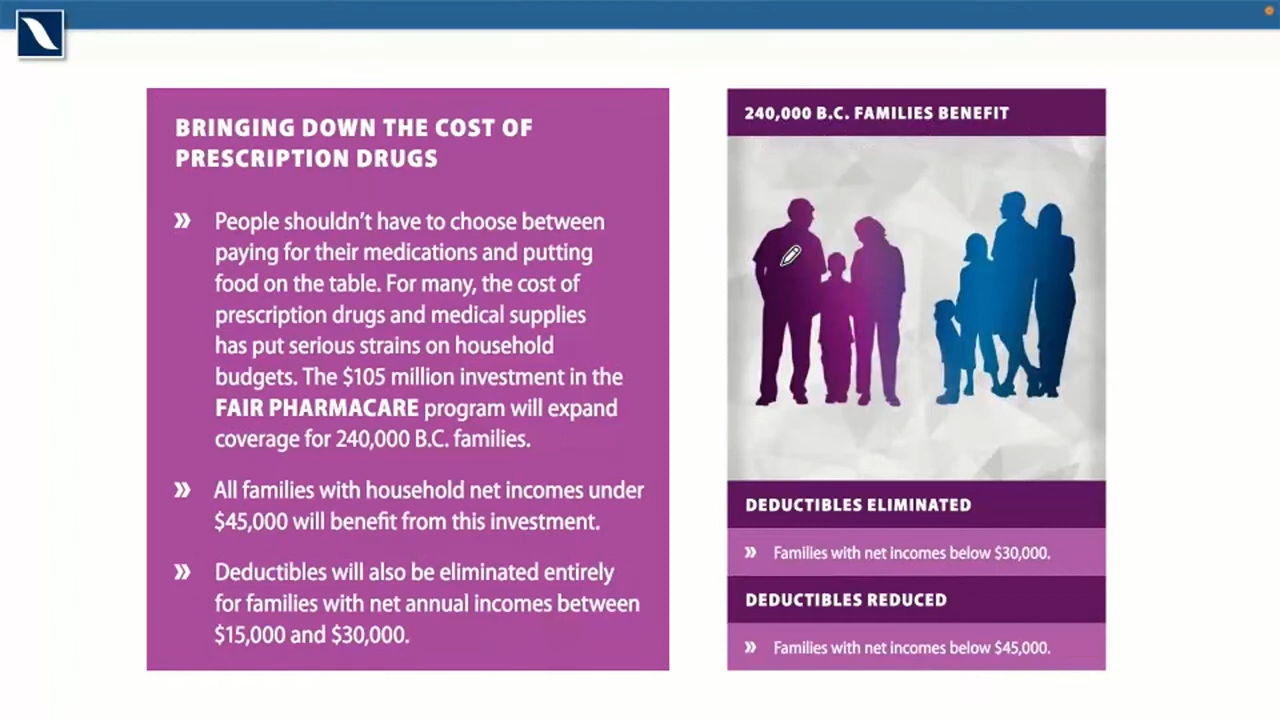 BRINGING DOWN THE COST OF
PRESCRIPTION DRUGS
» People shouldn't have to choose between
paying for their medications and putting
food on the table. For many, the cost of
prescription drugs and medical supplies
has put serious strains on household
budgets. The $105 million investment in the
FAIR PHARMACARE program will expand
coverage for 240,000 B.C. families.
» All families with household net incomes under
$45,000 will benefit from this investment.
» Deductibles will also be eliminated entirely
for families with net annual incomes between
$15,000 and $30,000.
240,000 B.C. FAMILIES BENEFIT
DEDUCTIBLES ELIMINATED
» Families with net incomes below $30,000.
DEDUCTIBLES REDUCED
» Families with net incomes below $45,000.